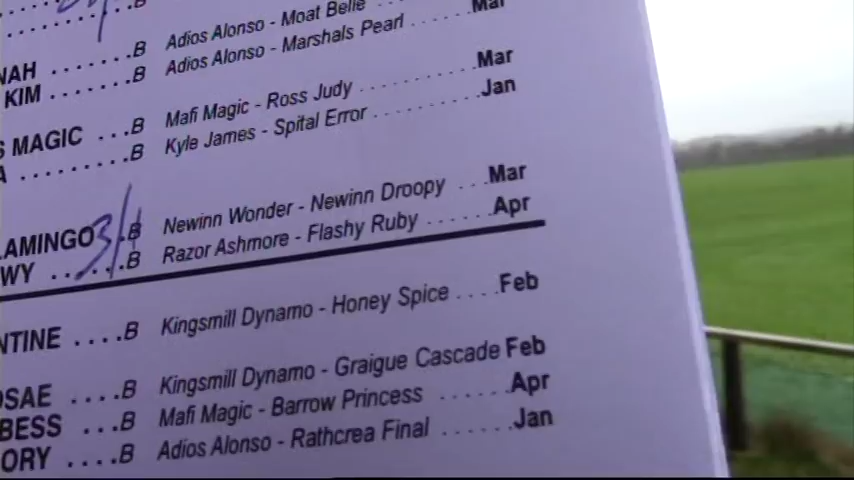 B Adios Alonso - Moat Belle
NAH .......B Adios Alonso - Marshals Pearl ...... Mar
KIM .......B
S MAGIC ...B Mafi Magic - Ross Judy ........... Mar
A .........B Kyle James - Spital Error .......... Jan
LAMINGO 3/1 .B Newinn Wonder - Newinn Droopy ... Mar
WY ......B Razor Ashmore - Flashy Ruby ...... Apr
NTINE ....B Kingsmill Dynamo - Honey Spice .... Feb
OSAE ....B Kingsmill Dynamo - Graigue Cascade Feb
BESS ...B Mafi Magic - Barrow Princess ...... Apr
ORY ....B Adios Alonso - Rathcrea Final ...... Jan